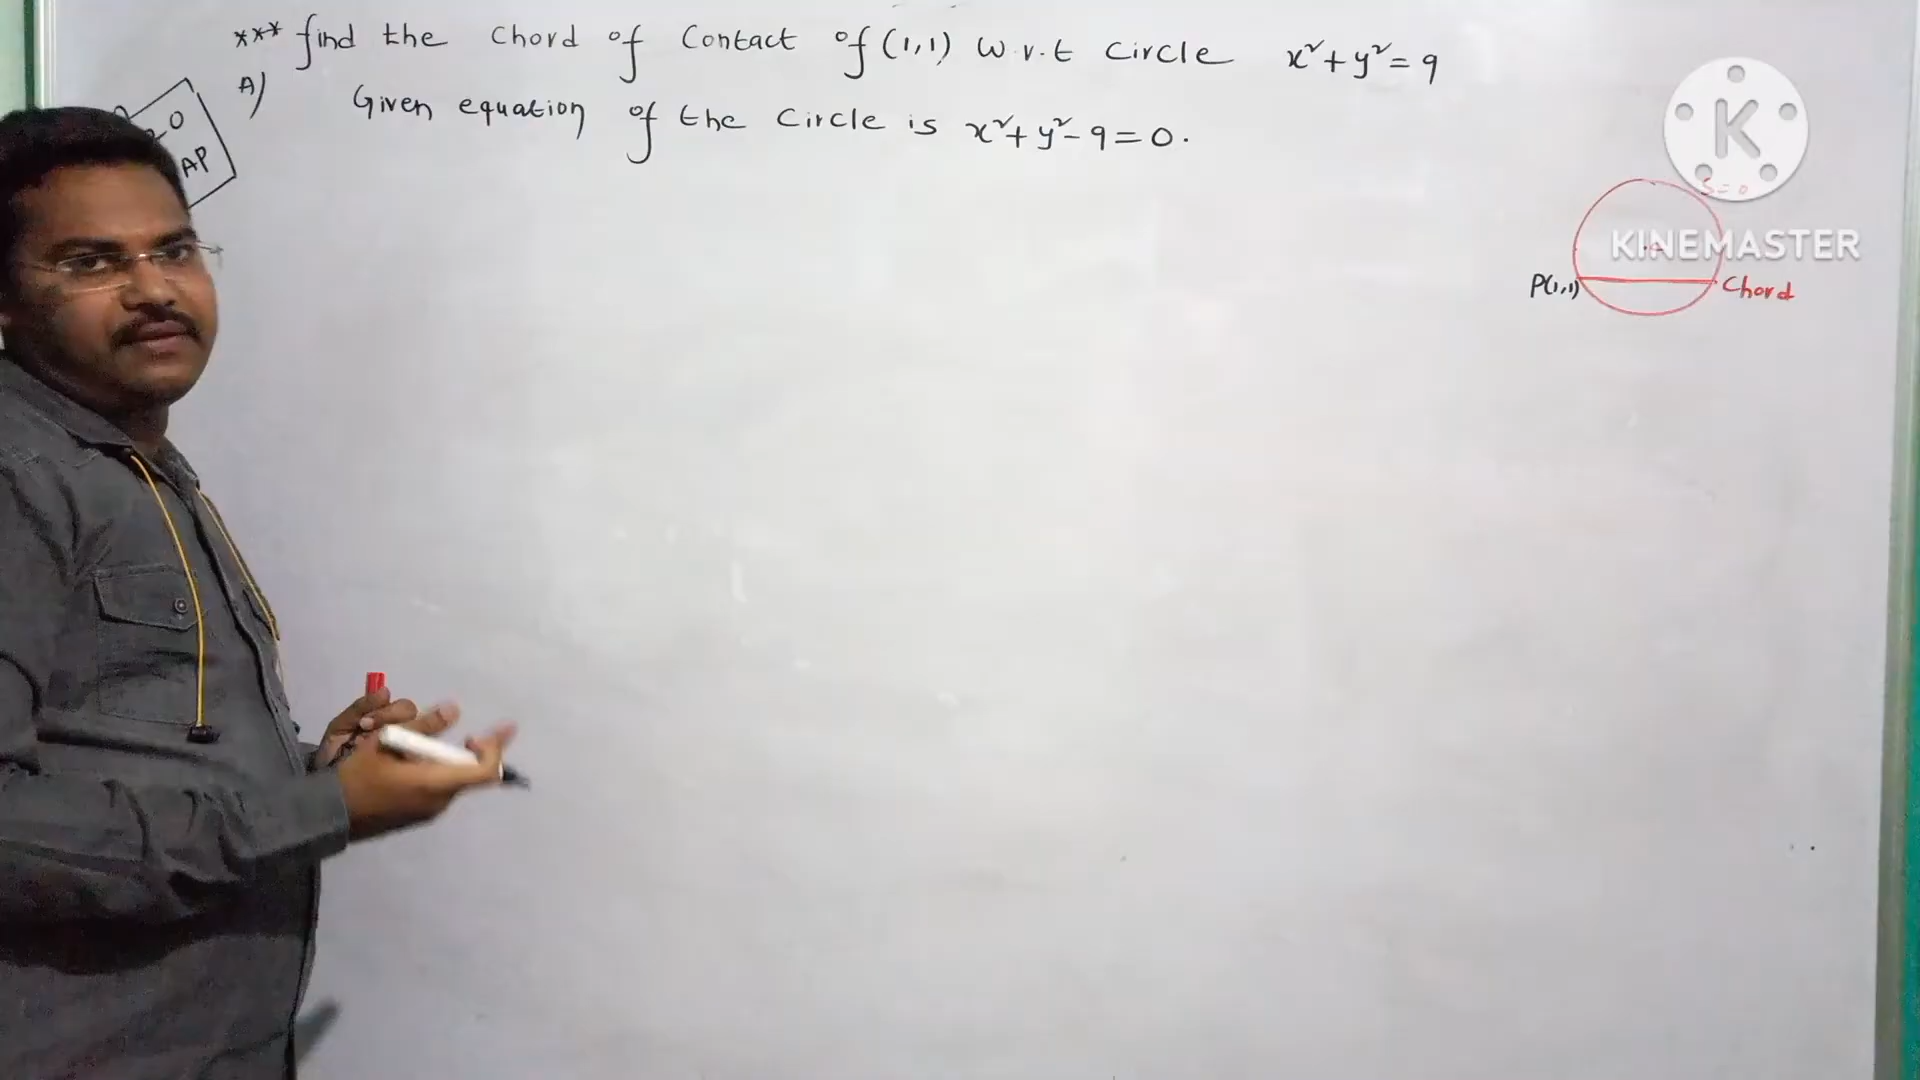 *** find the chord of contact of (1,1) w.r.t circle x²+y²=9
A) Given equation of the circle is x²+y²-9=0.
O
AP
K
S=0
KINEMASTER
P(1,1)
Chord